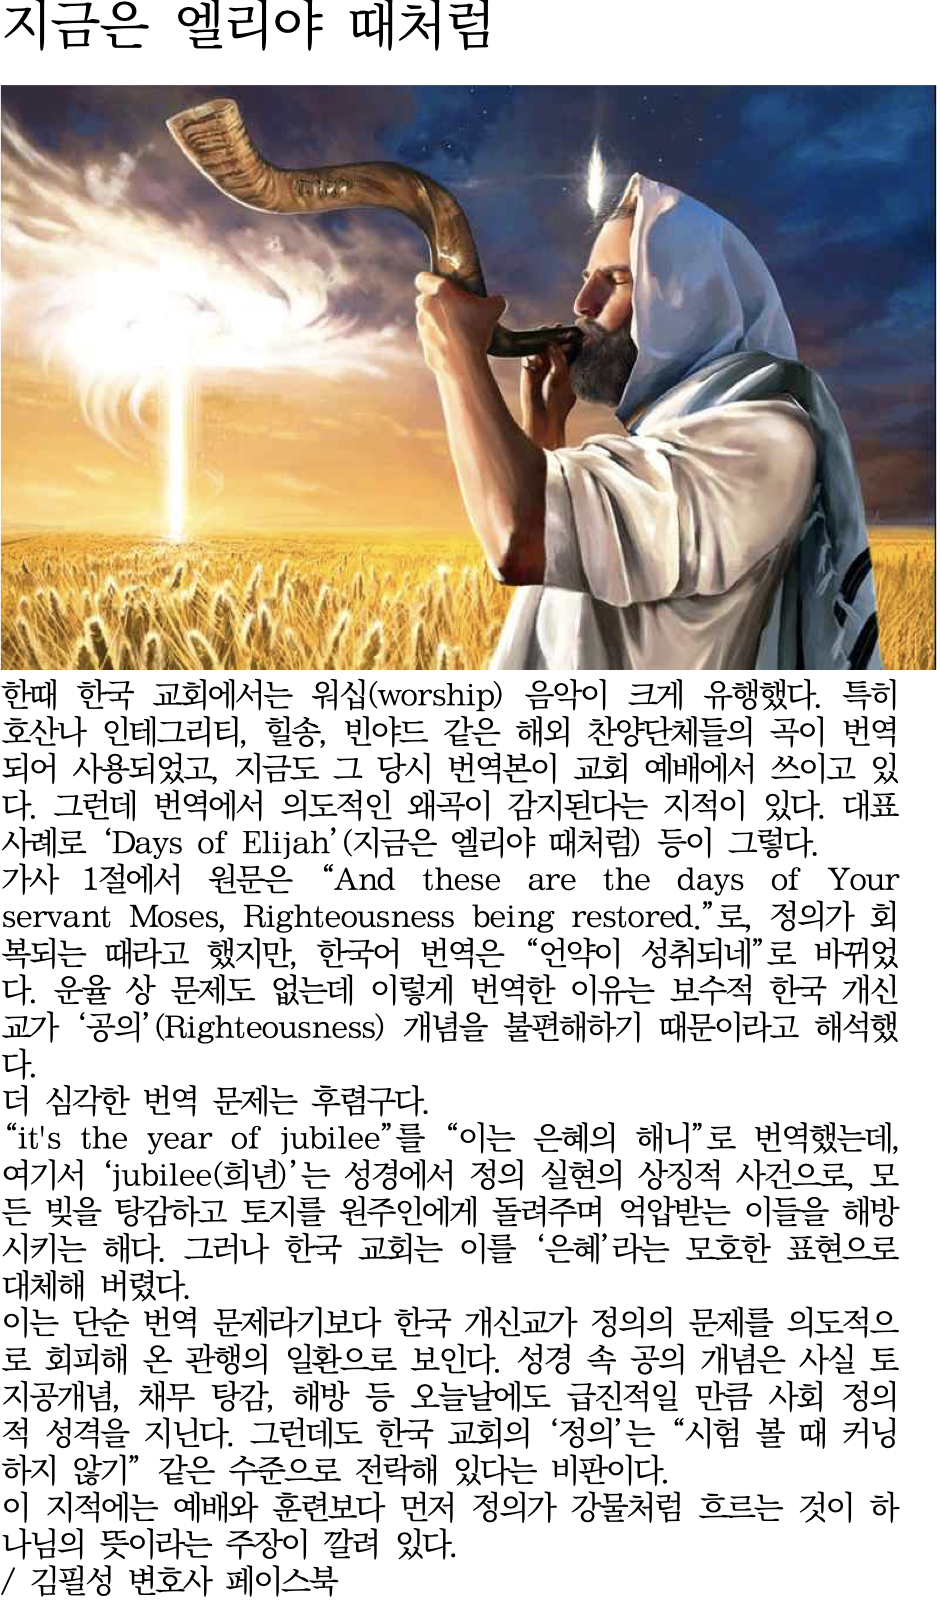 지금은 엘리야 때처럼
한때 한국 교회에서는 워십(worship) 음악이 크게 유행했다. 특히
호산나 인테그리티, 힐송, 빈야드 같은 해외 찬양단체들의 곡이 번역
되어 사용되었고, 지금도 그 당시 번역본이 교회 예배에서 쓰이고 있
다. 그런데 번역에서 의도적인 왜곡이 감지된다는 지적이 있다. 대표
사례로 ‘Days of Elijah’(지금은 엘리야 때처럼) 등이 그렇다.
가사 1절에서 원문은 “And these are the days of Your
servant Moses, Righteousness being restored.”로, 정의가 회
복되는 때라고 했지만, 한국어 번역은 “언약이 성취되네”로 바뀌었
다. 운율 상 문제도 없는데 이렇게 번역한 이유는 보수적 한국 개신
교가 ‘공의’(Righteousness) 개념을 불편해하기 때문이라고 해석했
다.
더 심각한 번역 문제는 후렴구다.
“it's the year of jubilee”를 “이는 은혜의 해니”로 번역했는데,
여기서 ‘jubilee(희년)’는 성경에서 정의 실현의 상징적 사건으로, 모
든 빚을 탕감하고 토지를 원주인에게 돌려주며 억압받는 이들을 해방
시키는 해다. 그러나 한국 교회는 이를 ‘은혜’라는 모호한 표현으로
대체해 버렸다.
이는 단순 번역 문제라기보다 한국 개신교가 정의의 문제를 의도적으
로 회피해 온 관행의 일환으로 보인다. 성경 속 공의 개념은 사실 토
지공개념, 채무 탕감, 해방 등 오늘날에도 급진적일 만큼 사회 정의
적 성격을 지닌다. 그런데도 한국 교회의 ‘정의’는 “시험 볼 때 커닝
하지 않기” 같은 수준으로 전락해 있다는 비판이다.
이 지적에는 예배와 훈련보다 먼저 정의가 강물처럼 흐르는 것이 하
나님의 뜻이라는 주장이 깔려 있다.
/ 김필성 변호사 페이스북